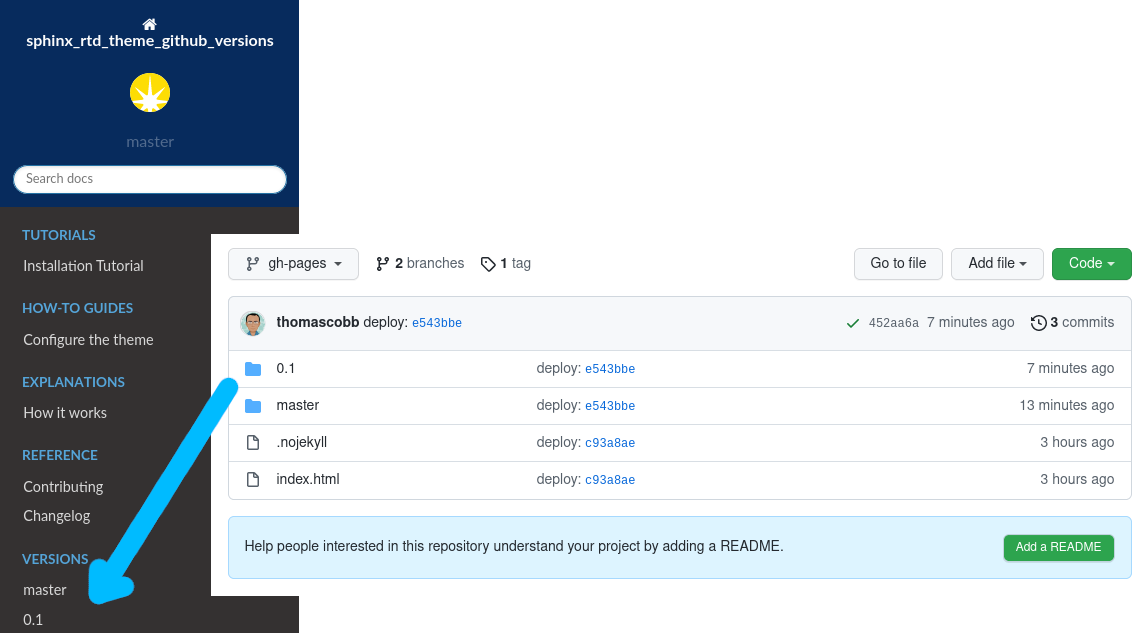 sphinx_rtd_theme_github_versions
master
Search docs
TUTORIALS
Installation Tutorial
HOW-TO GUIDES
Configure the theme
EXPLANATIONS
How it works
REFERENCE
Contributing
Changelog
VERSIONS
master
0.1
gh-pages 2 branches 1 tag Go to file Add file Code
thomascobb deploy: e543bbe 452aa6a 7 minutes ago 3 commits
0.1 deploy: e543bbe 7 minutes ago
master deploy: e543bbe 13 minutes ago
.nojekyll deploy: c93a8ae 3 hours ago
index.html deploy: c93a8ae 3 hours ago
Help people interested in this repository understand your project by adding a README. Add a README